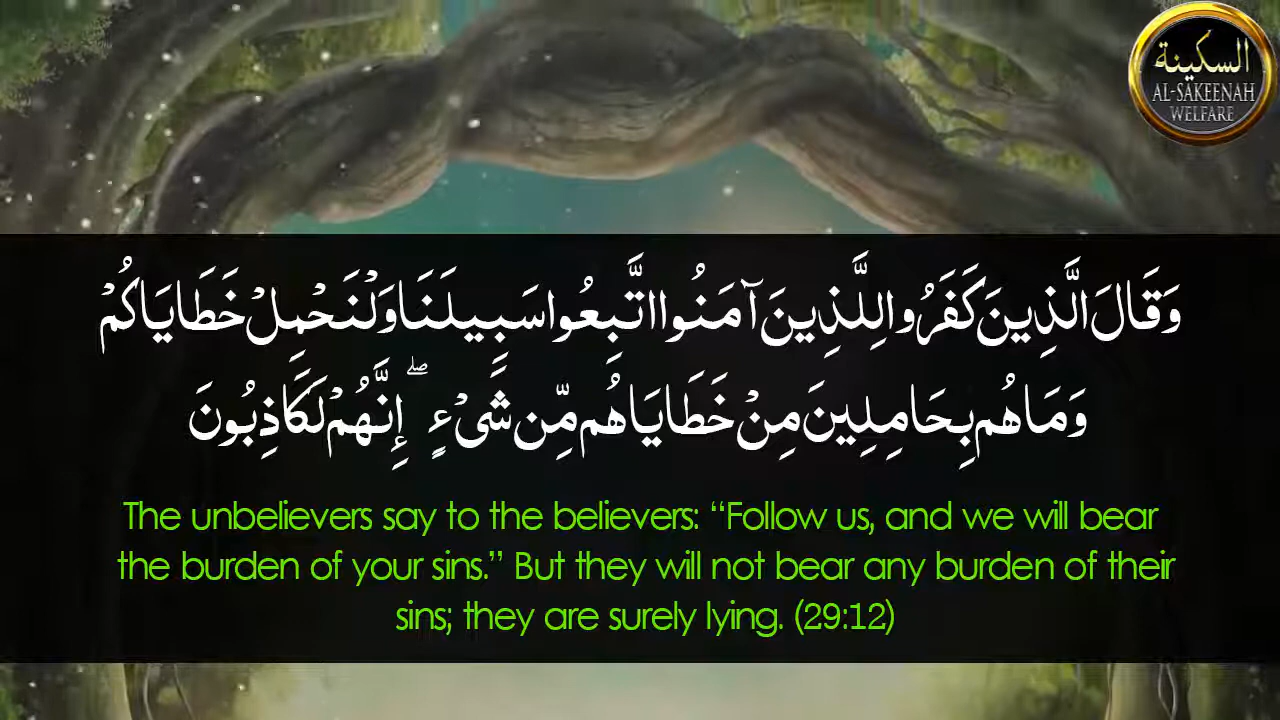 السكينة
AL-SAKEENAH
WELFARE
وَقَالَ الَّذِينَ كَفَرُوا لِلَّذِينَ آمَنُوا اتَّبِعُوا سَبِيلَنَا وَلْنَحْمِلْ خَطَايَاكُمْ
وَمَا هُم بِحَامِلِينَ مِنْ خَطَايَاهُم مِّن شَيْءٍ ۖ إِنَّهُمْ لَكَاذِبُونَ
The unbelievers say to the believers: “Follow us, and we will bear
the burden of your sins.” But they will not bear any burden of their
sins; they are surely lying. (29:12)